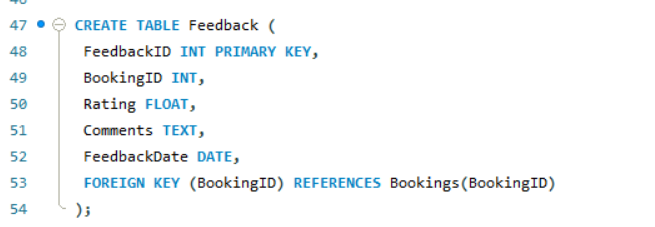 47 CREATE TABLE Feedback (
48 FeedbackID INT PRIMARY KEY,
49 BookingID INT,
50 Rating FLOAT,
51 Comments TEXT,
52 FeedbackDate DATE,
53 FOREIGN KEY (BookingID) REFERENCES Bookings(BookingID)
54 );